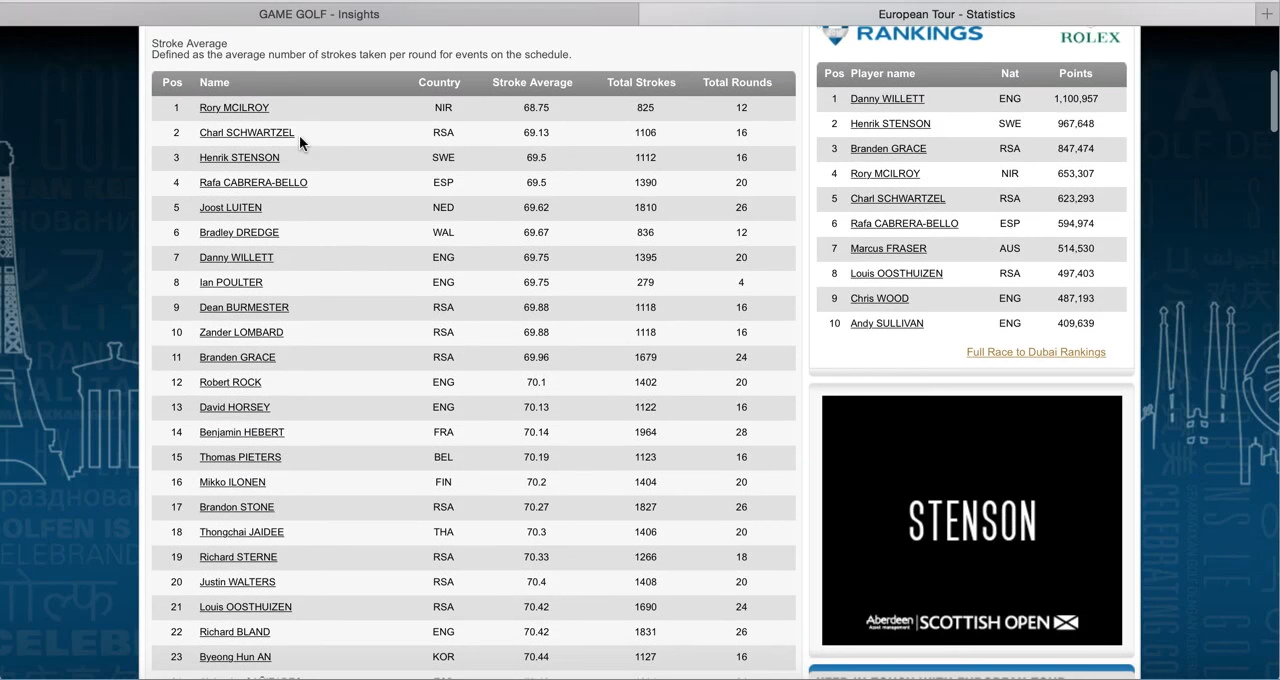 GAME GOLF - Insights
European Tour - Statistics
Stroke Average
Defined as the average number of strokes taken per round for events on the schedule.
Pos Name Country Stroke Average Total Strokes Total Rounds
1 Rory MCILROY NIR 68.75 825 12
2 Charl SCHWARTZEL RSA 69.13 1106 16
3 Henrik STENSON SWE 69.5 1112 16
4 Rafa CABRERA-BELLO ESP 69.5 1390 20
5 Joost LUITEN NED 69.62 1810 26
6 Bradley DREDGE WAL 69.67 836 12
7 Danny WILLETT ENG 69.75 1395 20
8 Ian POULTER ENG 69.75 279 4
9 Dean BURMESTER RSA 69.88 1118 16
10 Zander LOMBARD RSA 69.88 1118 16
11 Branden GRACE RSA 69.96 1679 24
12 Robert ROCK ENG 70.1 1402 20
13 David HORSEY ENG 70.13 1122 16
14 Benjamin HEBERT FRA 70.14 1964 28
15 Thomas PIETERS BEL 70.19 1123 16
16 Mikko ILONEN FIN 70.2 1404 20
17 Brandon STONE RSA 70.27 1827 26
18 Thongchai JAIDEE THA 70.3 1406 20
19 Richard STERNE RSA 70.33 1266 18
20 Justin WALTERS RSA 70.4 1408 20
21 Louis OOSTHUIZEN RSA 70.42 1690 24
22 Richard BLAND ENG 70.42 1831 26
23 Byeong Hun AN KOR 70.44 1127 16
RANKINGS
ROLEX
Pos Player name Nat Points
1 Danny WILLETT ENG 1,100,957
2 Henrik STENSON SWE 967,648
3 Branden GRACE RSA 847,474
4 Rory MCILROY NIR 653,307
5 Charl SCHWARTZEL RSA 623,293
6 Rafa CABRERA-BELLO ESP 594,974
7 Marcus FRASER AUS 514,530
8 Louis OOSTHUIZEN RSA 497,403
9 Chris WOOD ENG 487,193
10 Andy SULLIVAN ENG 409,639
Full Race to Dubai Rankings
STENSON
Aberdeen
Asset management
SCOTTISH OPEN